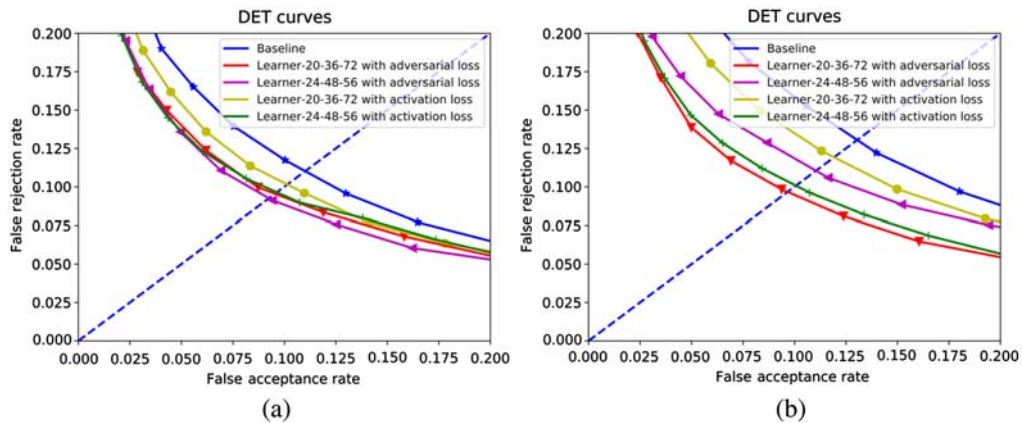 DET curves
0.200
0.175
0.150
0.125
0.100
0.075
0.050
0.025
0.000
False rejection rate
Baseline
Learner-20-36-72 with adversarial loss
Learner-24-48-56 with adversarial loss
Learner-20-36-72 with activation loss
Learner-24-48-56 with activation loss
0.000 0.025 0.050 0.075 0.100 0.125 0.150 0.175 0.200
False acceptance rate
(a)
DET curves
0.200
0.175
0.150
0.125
0.100
0.075
0.050
0.025
0.000
False rejection rate
Baseline
Learner-20-36-72 with adversarial loss
Learner-24-48-56 with adversarial loss
Learner-20-36-72 with activation loss
Learner-24-48-56 with activation loss
0.000 0.025 0.050 0.075 0.100 0.125 0.150 0.175 0.200
False acceptance rate
(b)